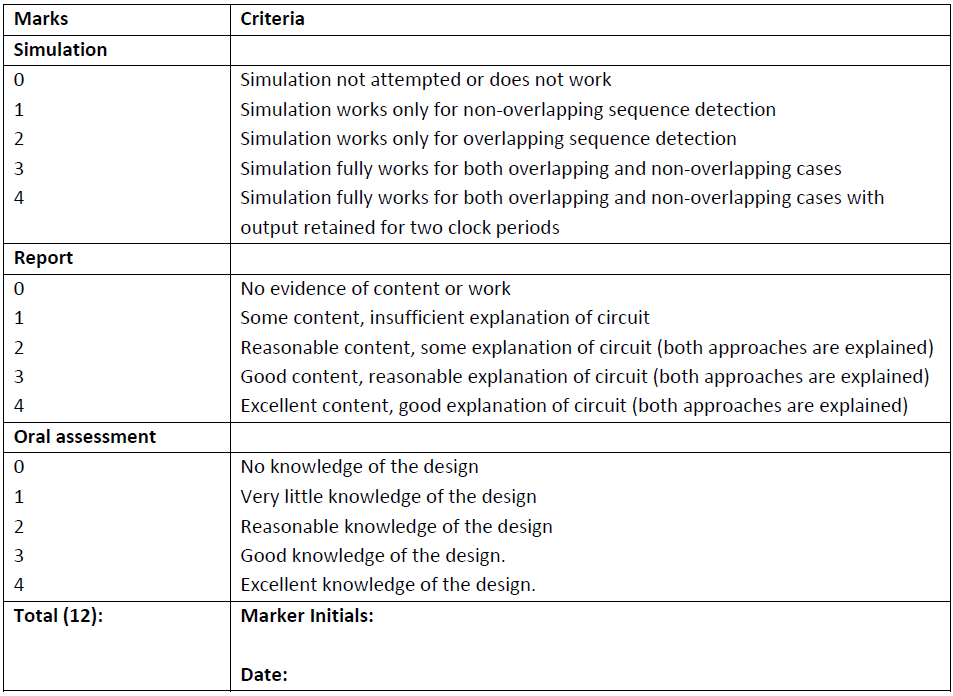 Marks Criteria
Simulation
0 Simulation not attempted or does not work
1 Simulation works only for non-overlapping sequence detection
2 Simulation works only for overlapping sequence detection
3 Simulation fully works for both overlapping and non-overlapping cases
4 Simulation fully works for both overlapping and non-overlapping cases with
output retained for two clock periods
Report
0 No evidence of content or work
1 Some content, insufficient explanation of circuit
2 Reasonable content, some explanation of circuit (both approaches are explained)
3 Good content, reasonable explanation of circuit (both approaches are explained)
4 Excellent content, good explanation of circuit (both approaches are explained)
Oral assessment
0 No knowledge of the design
1 Very little knowledge of the design
2 Reasonable knowledge of the design
3 Good knowledge of the design.
4 Excellent knowledge of the design.
Total (12): Marker Initials:
Date: